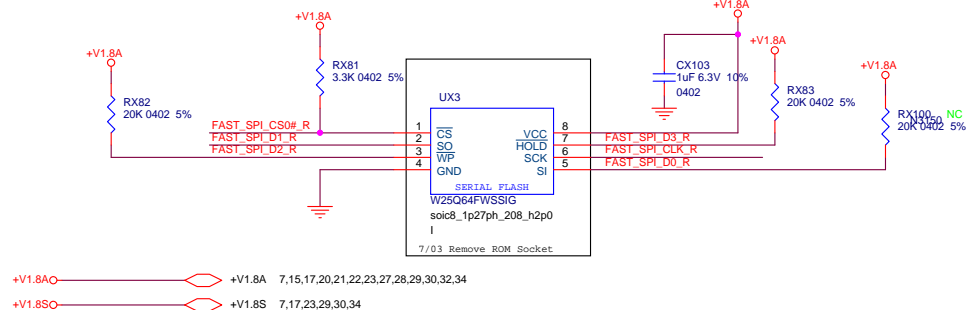 +V1.8A
+V1.8A
+V1.8A
+V1.8A
+V1.8A
RX81
3.3K 0402 5%
CX103
1uF 6.3V 10%
0402
RX82
20K 0402 5%
RX83
20K 0402 5%
RX100
N3150
NC
20K 0402 5%
UX3
FAST_SPI_CS0#_R
FAST_SPI_D1_R
FAST_SPI_D2_R
1
2
3
4
CS
SO
WP
GND
VCC
HOLD
SCK
SI
8
7
6
5
FAST_SPI_D3_R
FAST_SPI_CLK_R
FAST_SPI_D0_R
SERIAL FLASH
W25Q64FWSSIG
soic8_1p27ph_208_h2p0
I
7/03 Remove ROM Socket
+V1.8A +V1.8A 7,15,17,20,21,22,23,27,28,29,30,32,34
+V1.8S +V1.8S 7,17,23,29,30,34